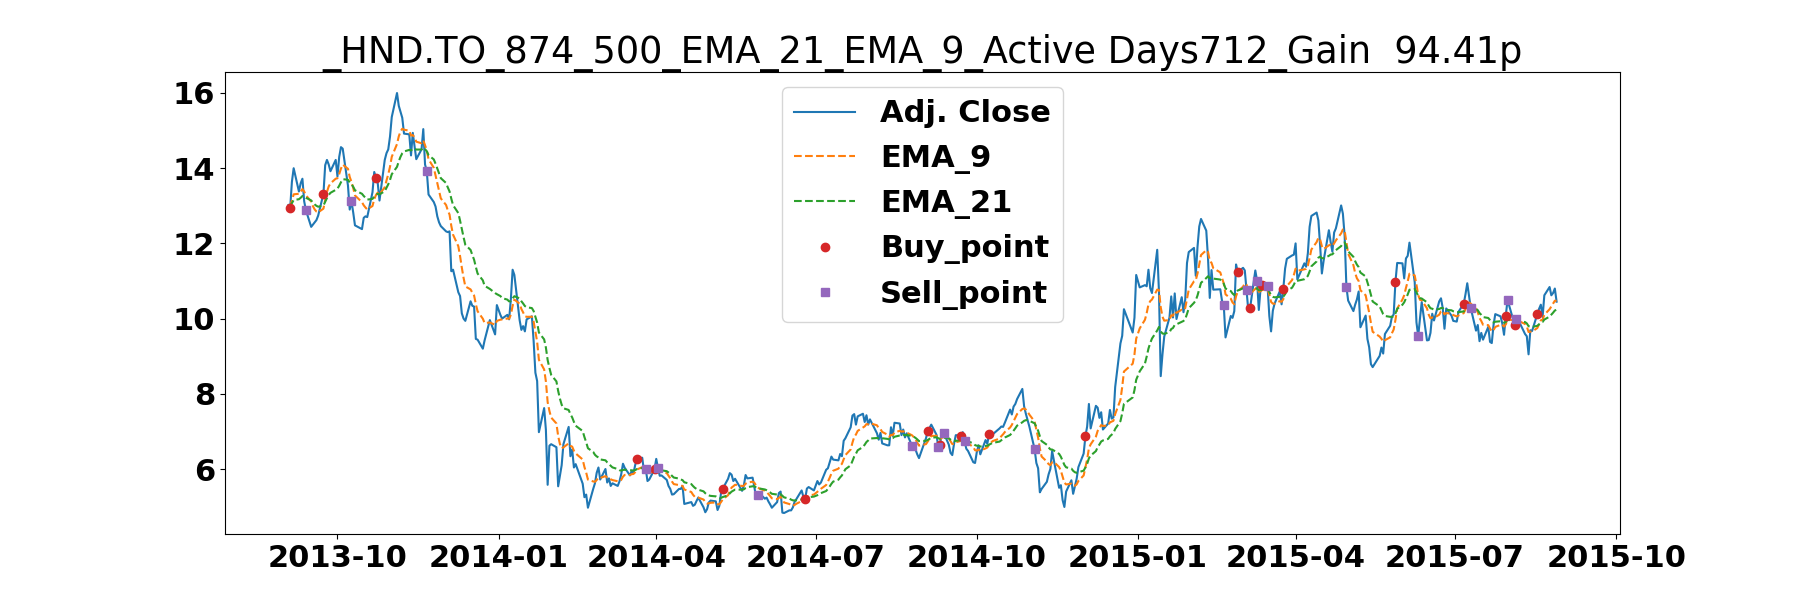 _HND.TO_874_500_EMA_21_EMA_9_Active Days712_Gain  94.41p
16
14
12
10
8
6
Adj. Close
EMA_9
EMA_21
Buy_point
Sell_point
2013-10 2014-01 2014-04 2014-07 2014-10 2015-01 2015-04 2015-07 2015-10